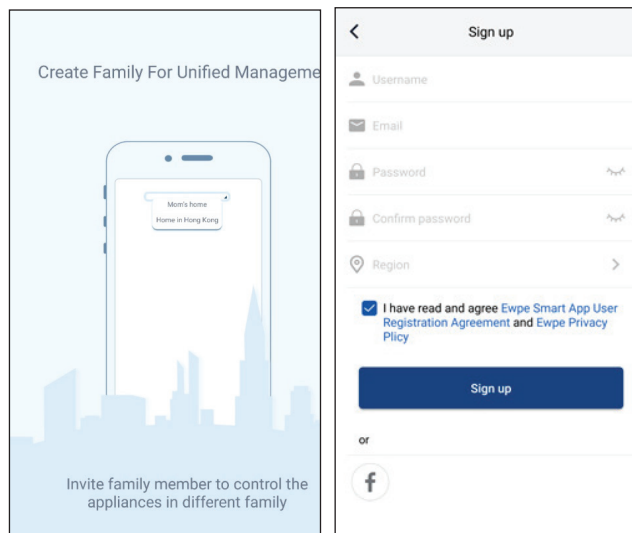 Create Family For Unified Manageme
Mom's home
Home in Hong Kong
Invite family member to control the
appliances in different family
Sign up
Username
Email
Password
Confirm password
Region
I have read and agree Ewpe Smart App User
Registration Agreement and Ewpe Privacy
Plicy
Sign up
or
f